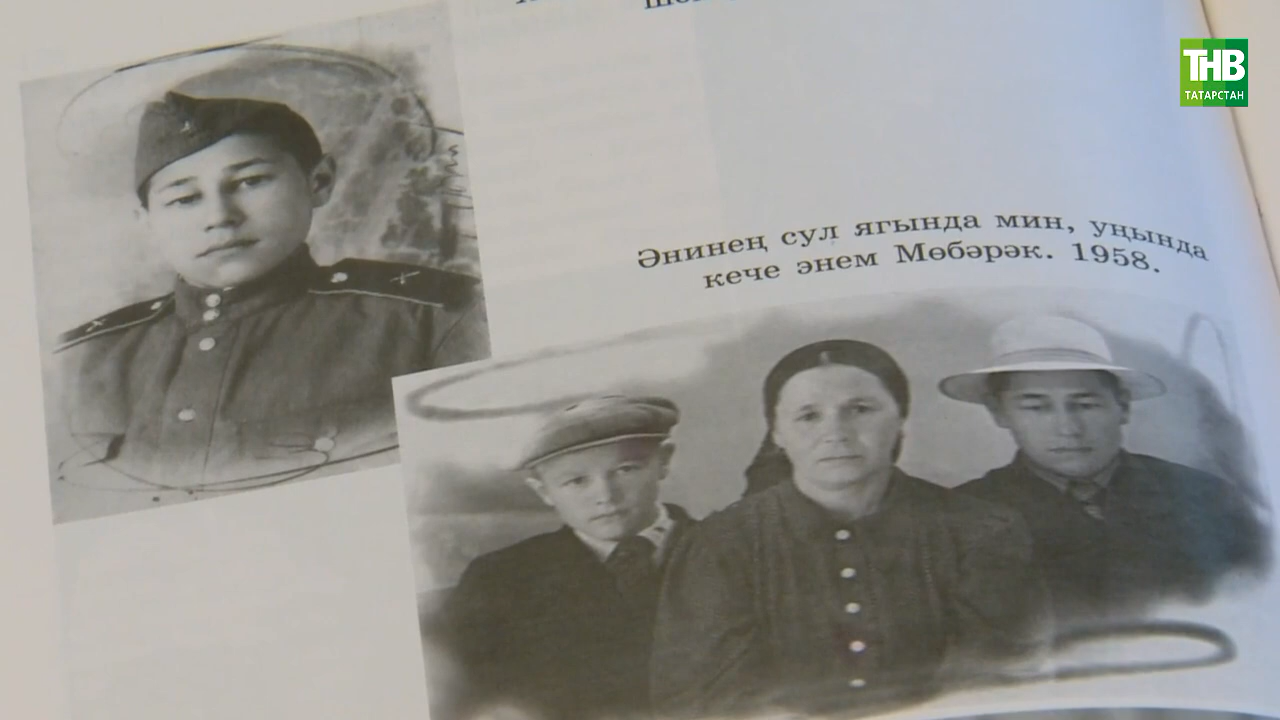 ТНВ
ТАТАРСТАН
Әнинең сул ягында мин, уңында
кече энем Мөбәрәк. 1958.